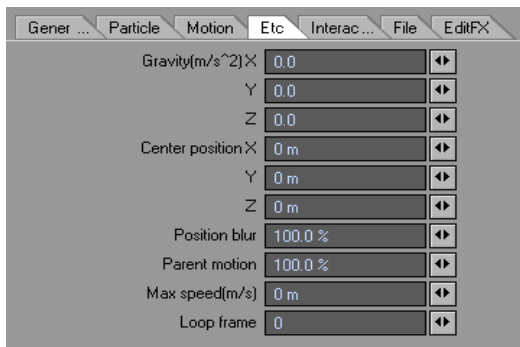 Gener ... Particle Motion Etc Interac ... File EditFX
Gravity(m/s^2) X 0.0
Y 0.0
Z 0.0
Center position X 0 m
Y 0 m
Z 0 m
Position blur 100.0 %
Parent motion 100.0 %
Max speed(m/s) 0 m
Loop frame 0